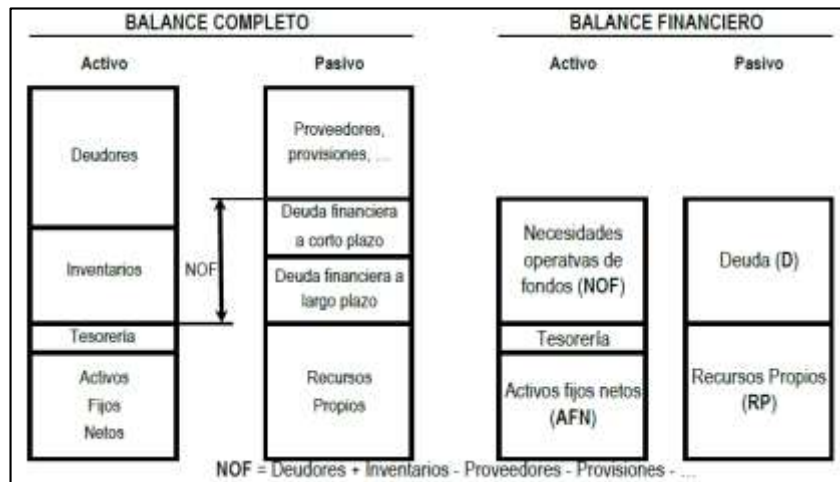 BALANCE COMPLETO
BALANCE FINANCIERO
Activo
Pasivo
Activo
Pasivo
Deudores
Inventarios
Tesorería
Activos
Fijos
Netos
NOF
Proveedores,
provisiones, ...
Deuda financiera
a corto plazo
Deuda financiera a
largo plazo
Recursos
Propios
Necesidades
operatvas de
fondos (NOF)
Tesorería
Activos fijos netos
(AFN)
Deuda (D)
Recursos Propios
(RP)
NOF = Deudores + Inventarios - Proveedores - Provisiones - ...